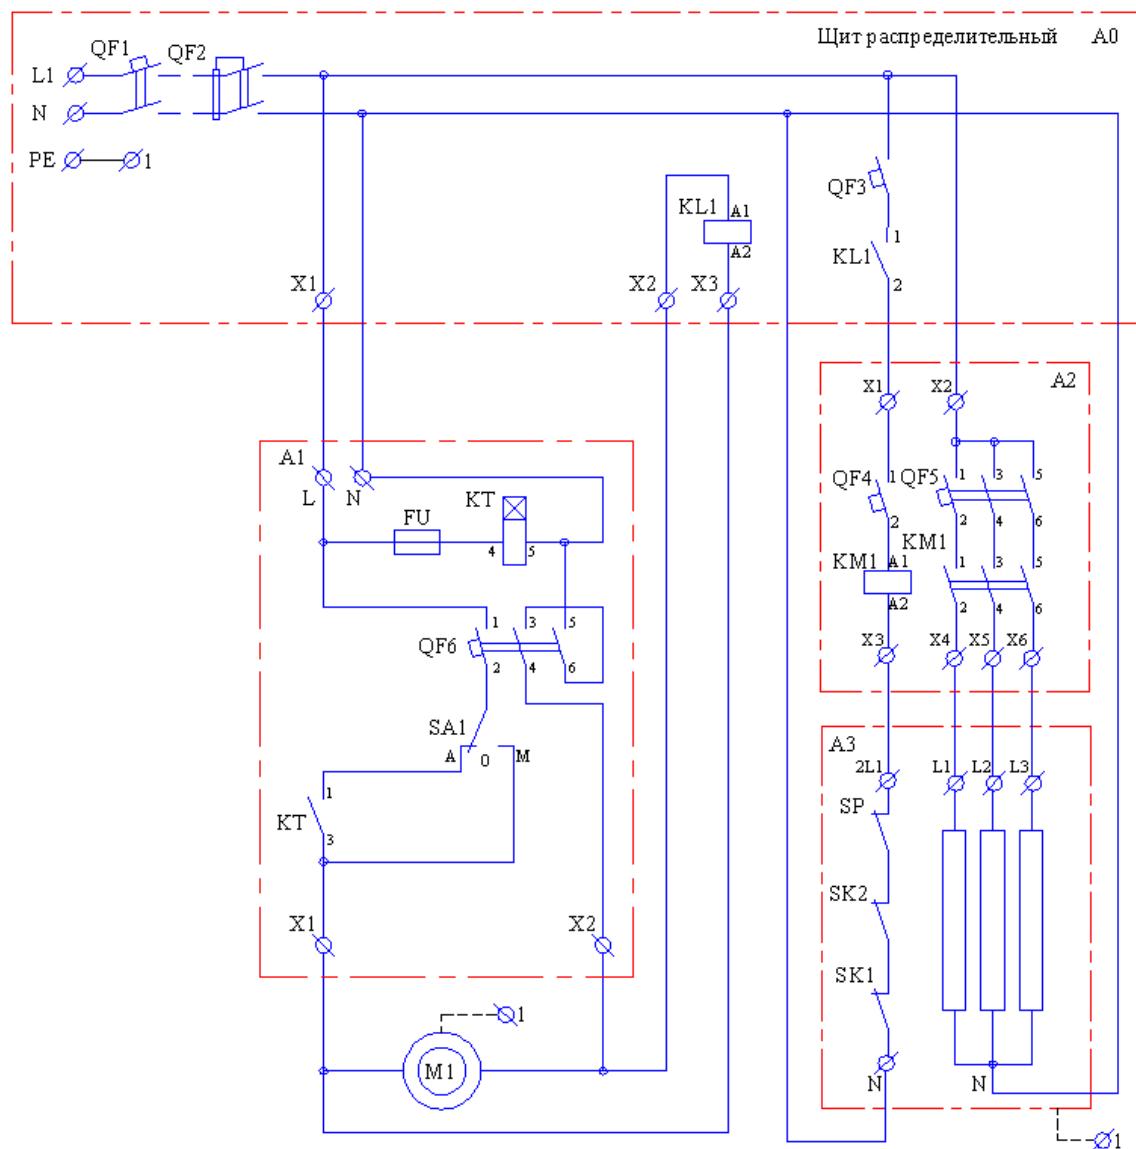 Щит распределительный A0
QF1 QF2
L1
N
PE 1
QF3
KL1 A1
A2
1
KL1
2
X1 X2 X3
X1 X2 A2
A1
L N KT
FU
4 5
QF4 1 QF5 1 3 5
2 2 4 6
KM1
KM1 A1 1 3 5
A2 2 4 6
1 3 5
QF6
2 4 6
X3 X4 X5 X6
SA1
A 0 M
A3
2L1 L1 L2 L3
1
KT
3
SP
SK2
X1 X2
SK1
1
M1
N N
1